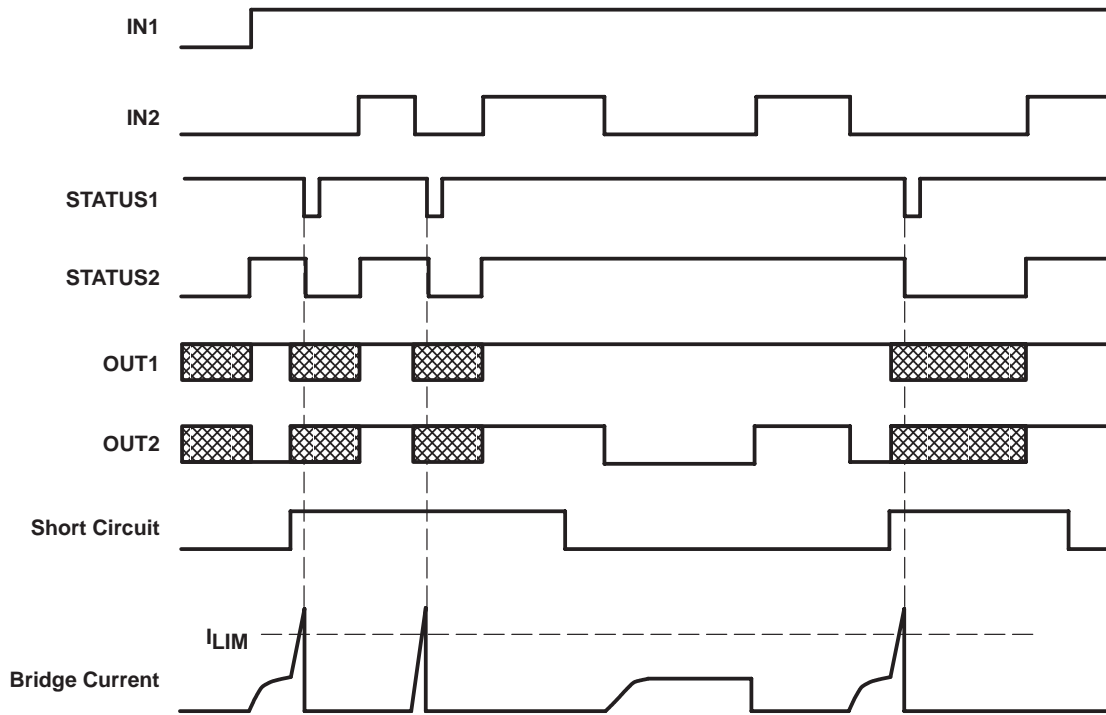 IN1
IN2
STATUS1
STATUS2
OUT1
OUT2
Short Circuit
ILIM
Bridge Current